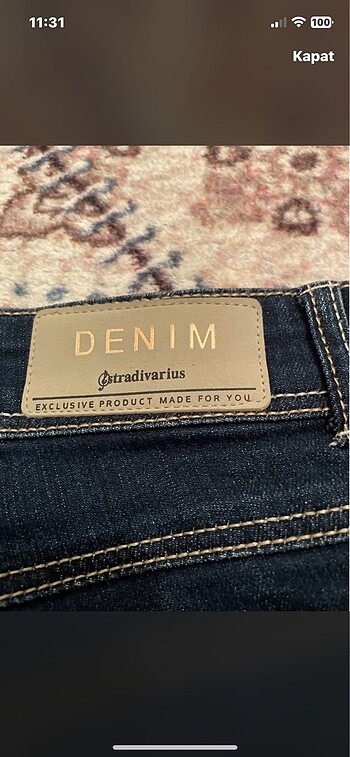 11:31
100
Kapat
DENIM
stradivarius
EXCLUSIVE PRODUCT MADE FOR YOU